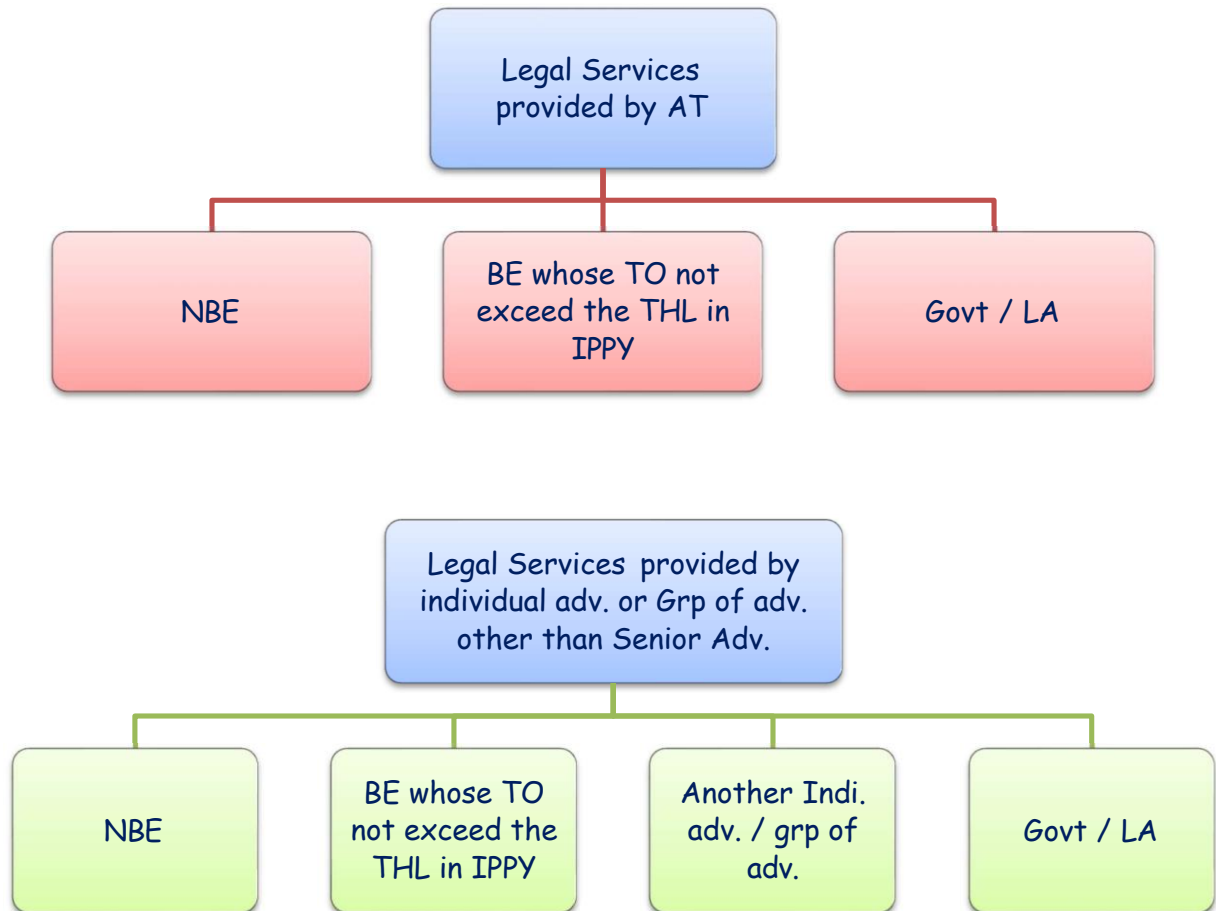 Legal Services
provided by AT
NBE
BE whose TO not
exceed the THL in
IPPY
Govt / LA
Legal Services provided by
individual adv. or Grp of adv.
other than Senior Adv.
NBE
BE whose TO
not exceed the
THL in IPPY
Another Indi.
adv. / grp of
adv.
Govt / LA